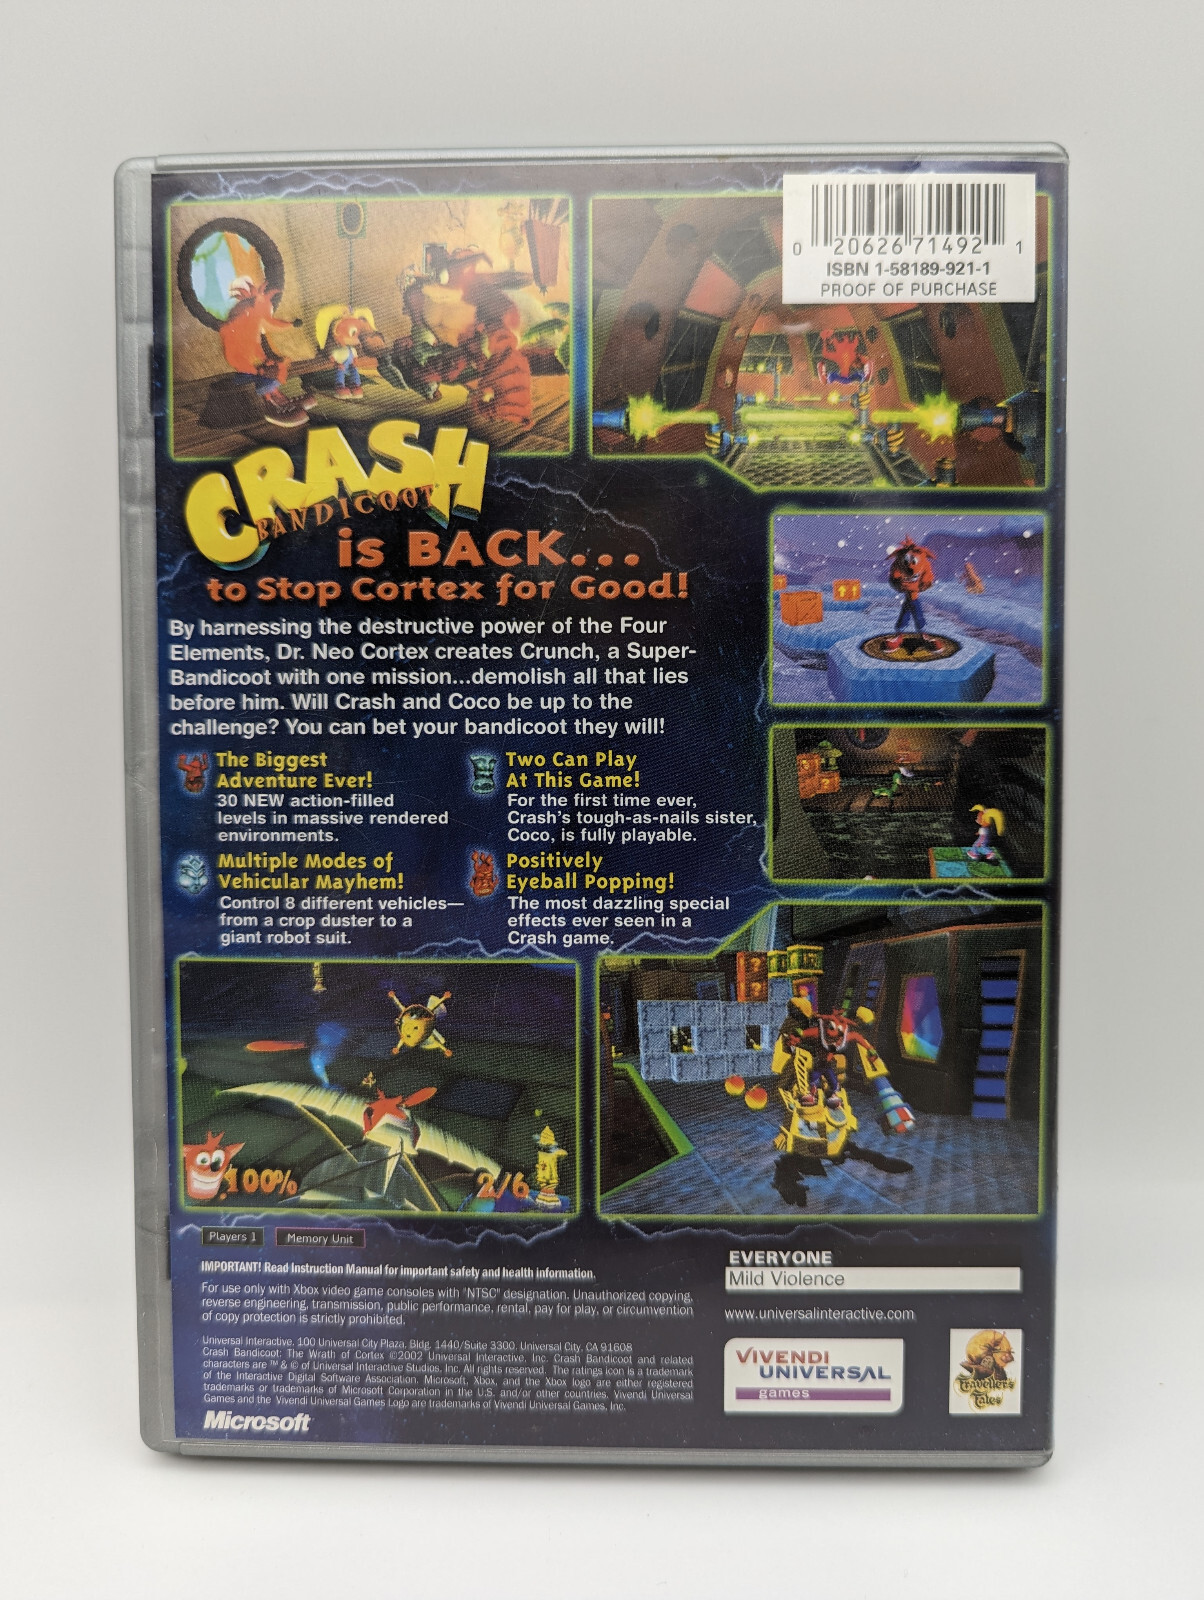 0 20626 71492 1
ISBN 1-58189-921-1
PROOF OF PURCHASE
CRASH
BANDICOOT
is BACK...
to Stop Cortex for Good!
By harnessing the destructive power of the Four
Elements, Dr. Neo Cortex creates Crunch, a Super-
Bandicoot with one mission...demolish all that lies
before him. Will Crash and Coco be up to the
challenge? You can bet your bandicoot they will!
The Biggest
Adventure Ever!
30 NEW action-filled
levels in massive rendered
environments.
Two Can Play
At This Game!
For the first time ever,
Crash's tough-as-nails sister,
Coco, is fully playable.
Multiple Modes of
Vehicular Mayhem!
Control 8 different vehicles—
from a crop duster to a
giant robot suit.
Positively
Eyeball Popping!
The most dazzling special
effects ever seen in a
Crash game.
100%
2/6
Players 1
Memory Unit
IMPORTANT! Read Instruction Manual for important safety and health information.
For use only with Xbox video game consoles with "NTSC" designation. Unauthorized copying,
reverse engineering, transmission, public performance, rental, pay for play, or circumvention
of copy protection is strictly prohibited.
Universal Interactive, 100 Universal City Plaza, Bldg. 1440/Suite 3300, Universal City, CA 91608
Crash Bandicoot: The Wrath of Cortex ©2002 Universal Interactive, Inc. Crash Bandicoot and related
characters are ™ & © of Universal Interactive Studios, Inc. All rights reserved. The ratings icon is a trademark
of the Interactive Digital Software Association. Microsoft, Xbox, and the Xbox logo are either registered
trademarks or trademarks of Microsoft Corporation in the U.S. and/or other countries. Vivendi Universal
Games and the Vivendi Universal Games Logo are trademarks of Vivendi Universal Games, Inc.
Microsoft
EVERYONE
Mild Violence
www.universalinteractive.com
VIVENDI
UNIVERSAL
games
Traveller's
Tales